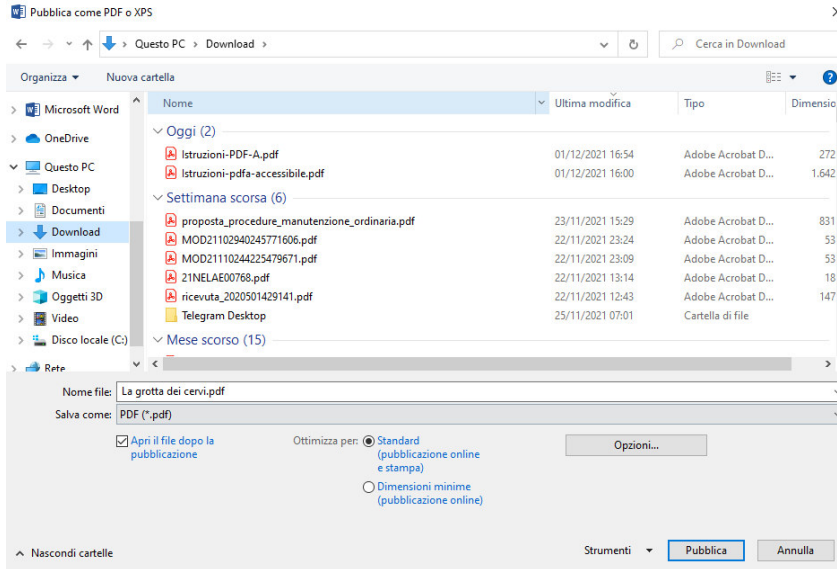 Pubblica come PDF o XPS
Questo PC > Download >
Cerca in Download
Organizza
Nuova cartella
Microsoft Word
OneDrive
Questo PC
Desktop
Documenti
Download
Immagini
Musica
Oggetti 3D
Video
Disco locale (C:)
Rete
Nome Ultima modifica Tipo Dimensio
Oggi (2)
Istruzioni-PDF-A.pdf 01/12/2021 16:54 Adobe Acrobat D... 272
Istruzioni-pdfa-accessibile.pdf 01/12/2021 16:00 Adobe Acrobat D... 1.642
Settimana scorsa (6)
proposta_procedure_manutenzione_ordinaria.pdf 23/11/2021 15:29 Adobe Acrobat D... 831
MOD21102940245771606.pdf 22/11/2021 23:24 Adobe Acrobat D... 53
MOD21110244225479671.pdf 22/11/2021 23:09 Adobe Acrobat D... 53
21NELAE00768.pdf 22/11/2021 13:14 Adobe Acrobat D... 18
ricevuta_2020501429141.pdf 22/11/2021 12:43 Adobe Acrobat D... 147
Telegram Desktop 25/11/2021 07:01 Cartella di file
Mese scorso (15)
Nome file: La grotta dei cervi.pdf
Salva come: PDF (*.pdf)
Apri il file dopo la
pubblicazione
Ottimizza per: Standard
(pubblicazione online
e stampa)
Dimensioni minime
(pubblicazione online)
Opzioni...
Nascondi cartelle
Strumenti
Pubblica
Annulla